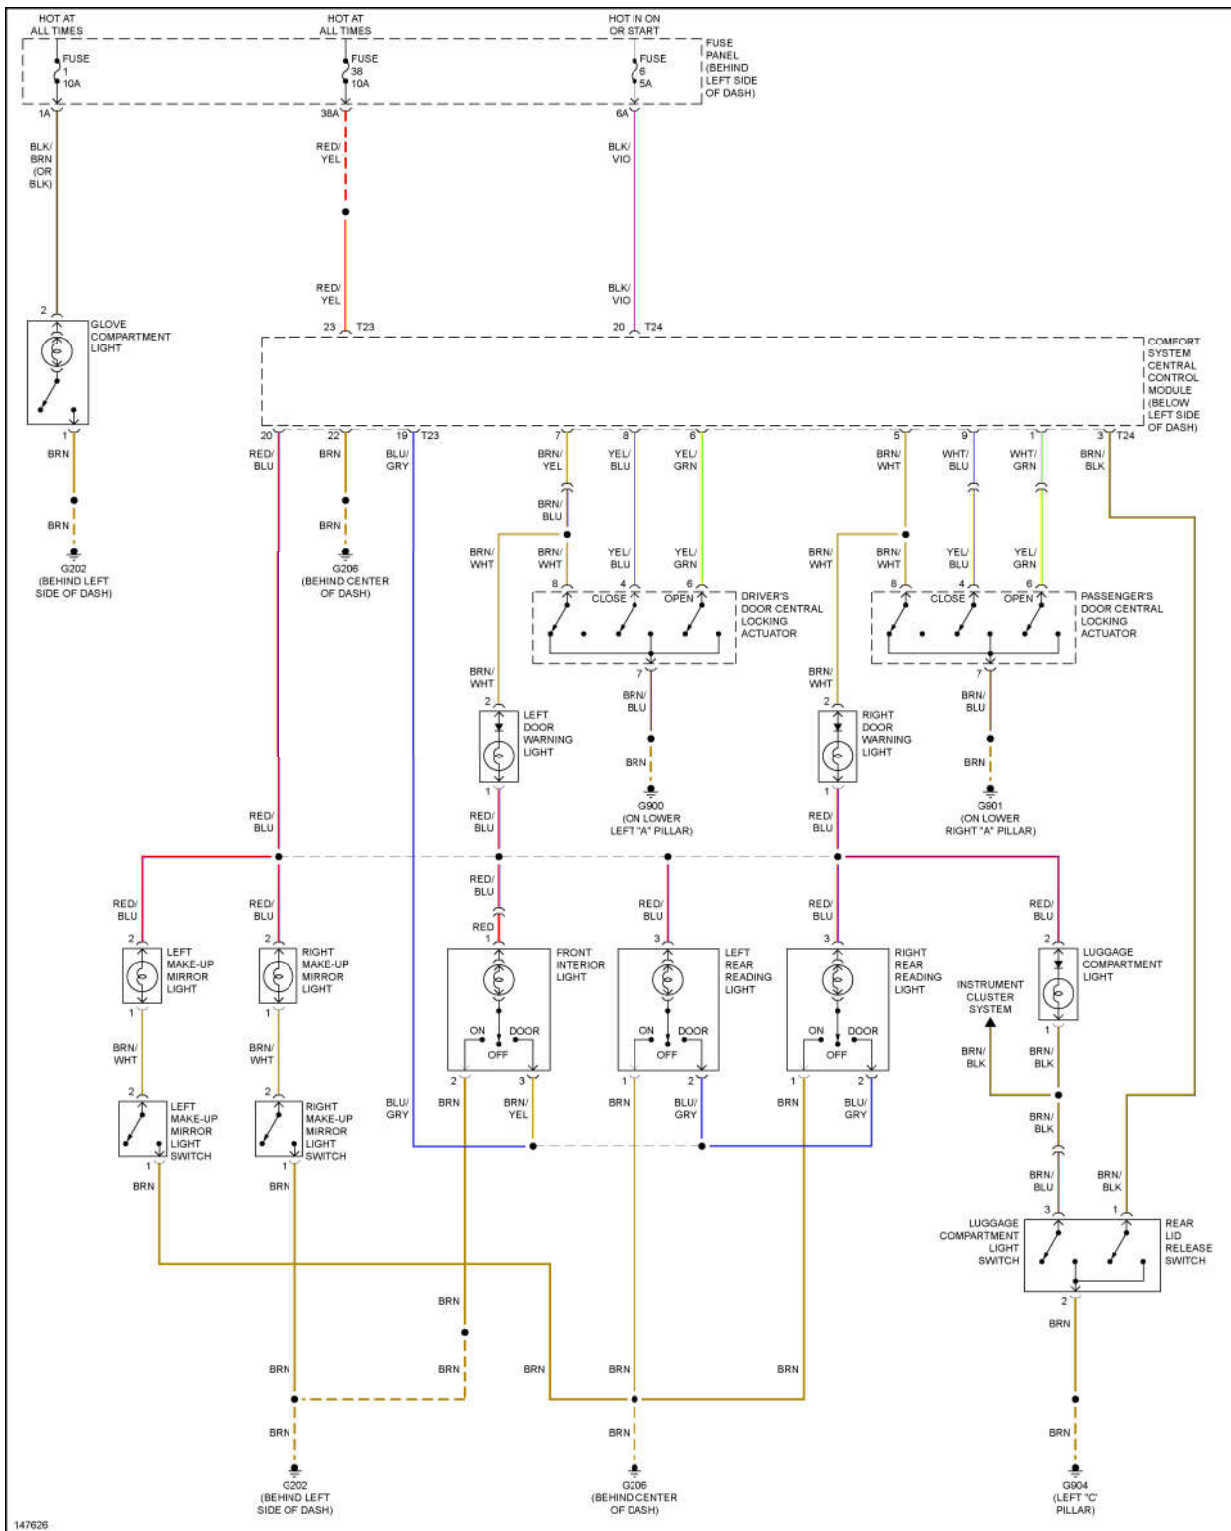 HOT AT
ALL TIMES
HOT AT
ALL TIMES
HOT IN ON
OR START
FUSE
1
10A
FUSE
38
10A
FUSE
6
5A
FUSE
PANEL
(BEHIND
LEFT SIDE
OF DASH)
1A
38A
6A
BLK/
BRN
(OR
BLK)
RED/
YEL
BLK/
VIO
RED/
YEL
BLK/
VIO
2
23 T23
20 T24
GLOVE
COMPARTMENT
LIGHT
COMFORT
SYSTEM
CENTRAL
CONTROL
MODULE
(BELOW
LEFT SIDE
OF DASH)
1
20
22
19 T23
7
8
6
5
9
1
3 T24
BRN
RED/
BLU
BRN
BLU/
GRY
BRN/
YEL
YEL/
BLU
YEL/
GRN
BRN/
WHT
WHT/
BLU
WHT/
GRN
BRN/
BLK
BRN/
BLU
BRN
BRN
G202
(BEHIND LEFT
SIDE OF DASH)
G206
(BEHIND CENTER
OF DASH)
BRN/
WHT
BRN/
WHT
YEL/
BLU
YEL/
GRN
BRN/
WHT
BRN/
WHT
YEL/
BLU
YEL/
GRN
8
4
6
8
4
6
CLOSE
OPEN
CLOSE
OPEN
DRIVER'S
DOOR CENTRAL
LOCKING
ACTUATOR
PASSENGER'S
DOOR CENTRAL
LOCKING
ACTUATOR
BRN/
WHT
7
BRN/
WHT
7
2
BRN/
BLU
2
BRN/
BLU
LEFT
DOOR
WARNING
LIGHT
RIGHT
DOOR
WARNING
LIGHT
BRN
BRN
1
1
G900
(ON LOWER
LEFT "A" PILLAR)
G901
(ON LOWER
RIGHT "A" PILLAR)
RED/
BLU
RED/
BLU
RED/
BLU
RED/
BLU
RED/
BLU
RED/
BLU
RED
RED/
BLU
RED/
BLU
RED/
BLU
2
2
1
3
3
2
LEFT
MAKE-UP
MIRROR
LIGHT
RIGHT
MAKE-UP
MIRROR
LIGHT
FRONT
INTERIOR
LIGHT
LEFT
REAR
READING
LIGHT
RIGHT
REAR
READING
LIGHT
LUGGAGE
COMPARTMENT
LIGHT
INSTRUMENT
CLUSTER
SYSTEM
1
1
ON
DOOR
OFF
ON
DOOR
OFF
ON
DOOR
OFF
1
BRN/
WHT
BRN/
WHT
BRN/
BLK
BRN/
BLK
2
2
2
3
1
2
1
2
BLU/
GRY
BRN
BRN/
YEL
BRN
BLU/
GRY
BRN
BLU/
GRY
LEFT
MAKE-UP
MIRROR
LIGHT
SWITCH
RIGHT
MAKE-UP
MIRROR
LIGHT
SWITCH
BRN/
BLK
1
1
BRN
BRN
BRN/
BLU
BRN/
BLK
3
1
LUGGAGE
COMPARTMENT
LIGHT
SWITCH
REAR
LID
RELEASE
SWITCH
2
BRN
BRN
BRN
BRN
BRN
BRN
BRN
BRN
BRN
BRN
G202
(BEHIND LEFT
SIDE OF DASH)
G206
(BEHIND CENTER
OF DASH)
G904
(LEFT "C"
PILLAR)
147626